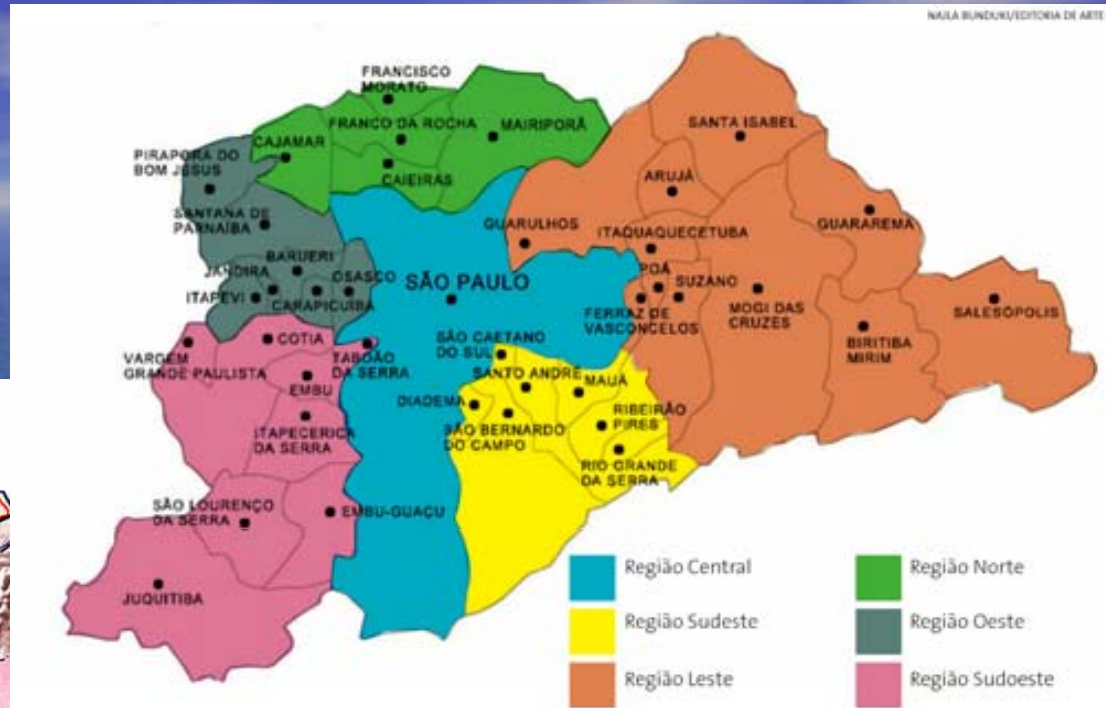 NAILA BUNDUKI/EDITORIA DE ARTE
FRANCISCO
MORATO
FRANCO DA ROCHA
MAIRIPORÃ
SANTA ISABEL
CAJAMAR
PIRAPORA DO
BOM JESUS
CAIEIRAS
ARUJÁ
SANTANA DE
PARNAÍBA
GUARULHOS
GUARAREMA
ITAQUAQUECETUBA
BARUERI
JANDIRA
OSASCO
POÁ
SUZANO
ITAPEVI
CARAPICUIBA
SÃO PAULO
FERRAZ DE
VASCONCELOS
MOGI DAS
CRUZES
SALESÓPOLIS
COTIA
SÃO CAETANO
DO SUL
BIRITIBA
MIRIM
VARGEM
GRANDE PAULISTA
TABOÃO
DA SERRA
SANTO ANDRÉ
MAUÁ
EMBU
DIADEMA
RIBEIRÃO
PIRES
ITAPECERICA
DA SERRA
SÃO BERNARDO
DO CAMPO
RIO GRANDE
DA SERRA
SÃO LOURENÇO
DA SERRA
EMBU-GUAÇU
JUQUITIBA
Região Central
Região Norte
Região Sudeste
Região Oeste
Região Leste
Região Sudoeste